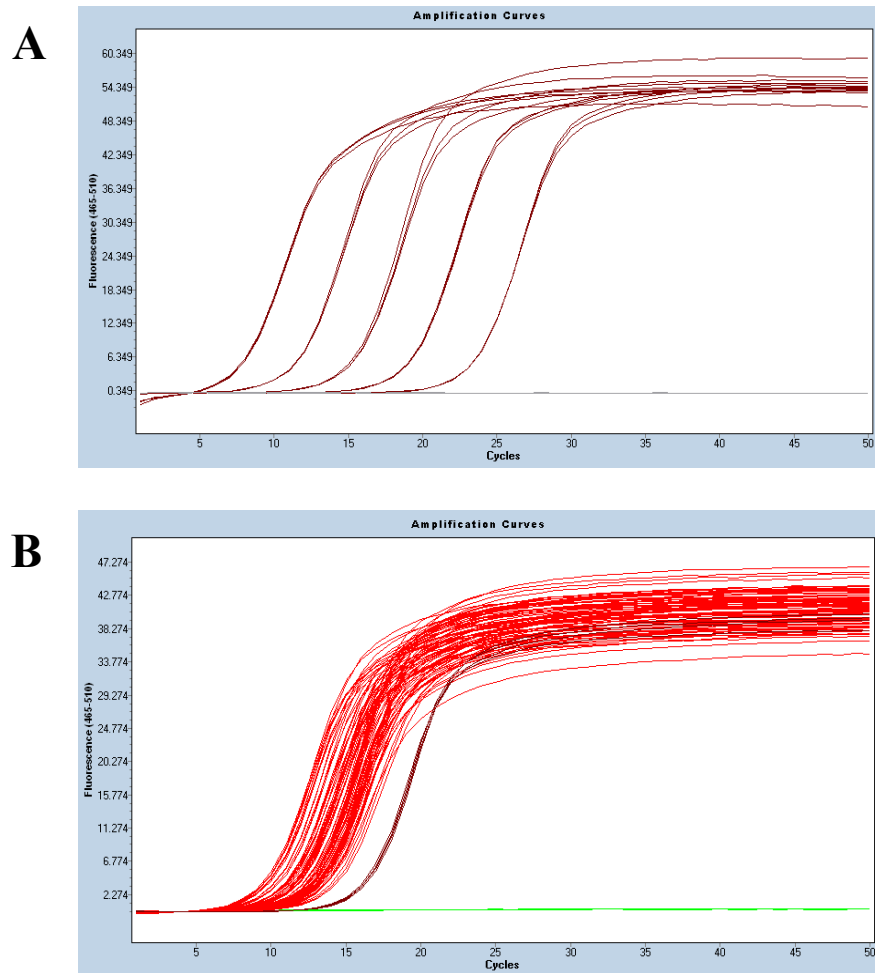 A
Amplification Curves
60.349
54.349
48.349
42.349
36.349
30.349
24.349
18.349
12.349
6.349
0.349
Fluorescence (465-510)
5 10 15 20 25 30 35 40 45 50
Cycles
B
Amplification Curves
47.274
42.774
38.274
33.774
29.274
24.774
20.274
15.774
11.274
6.774
2.274
Fluorescence (465-510)
5 10 15 20 25 30 35 40 45 50
Cycles